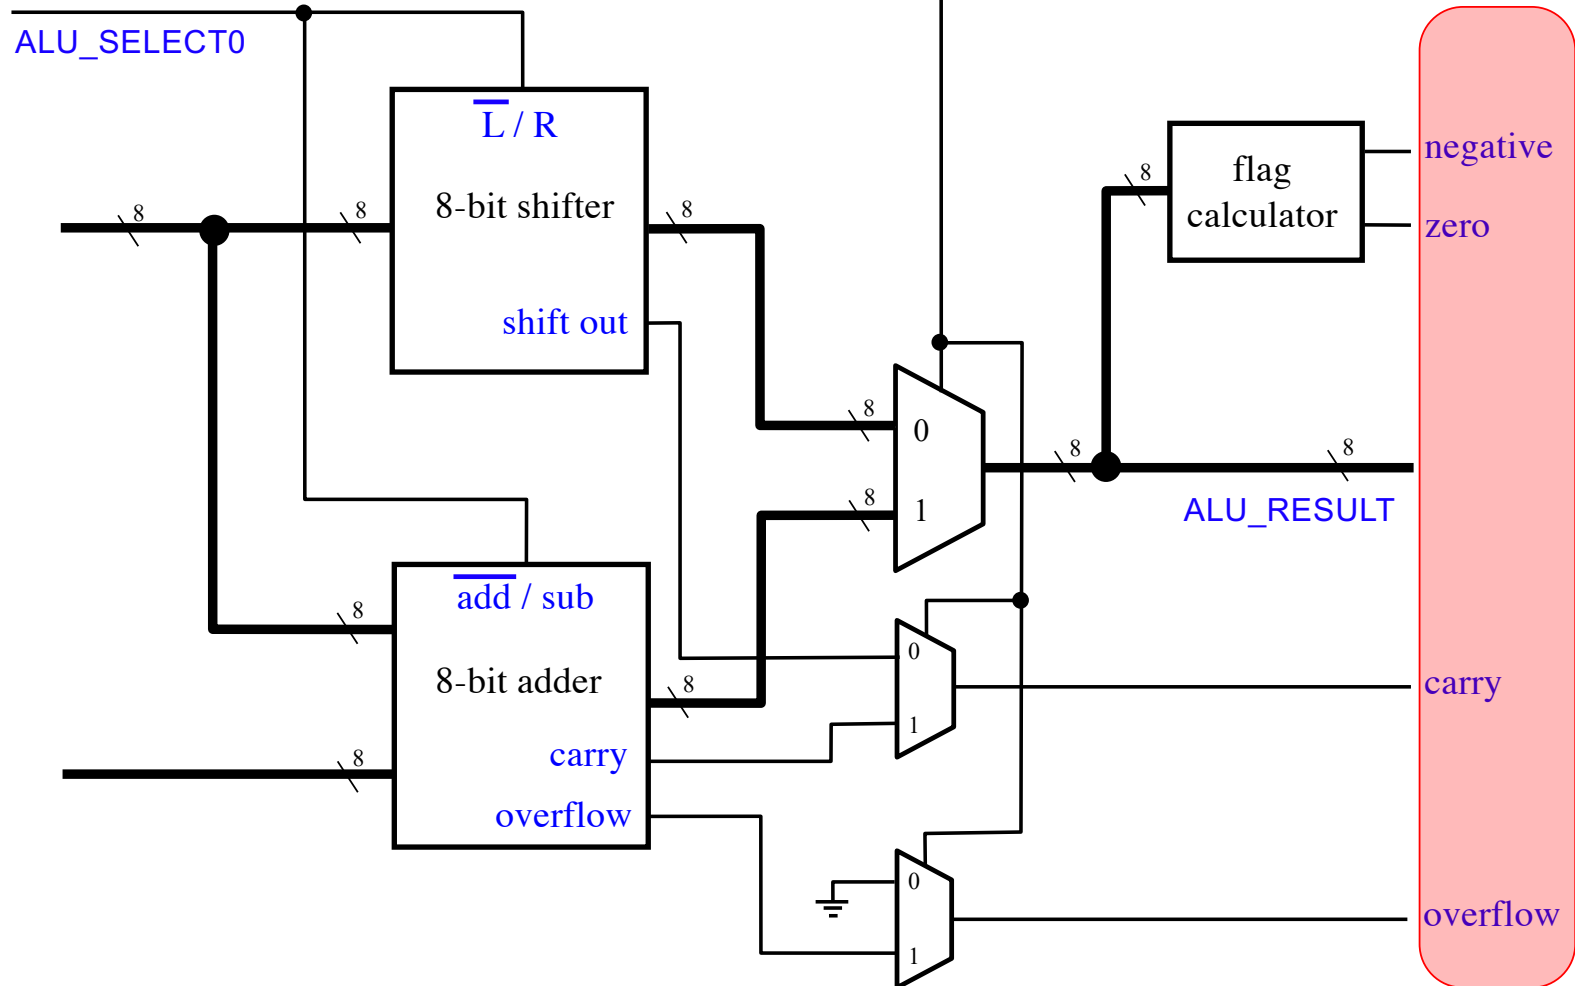 ALU_SELECT0
L / R
8-bit shifter
shift out
8
8
8
8
8
8
8
8
8
8
8
0
1
flag
calculator
negative
zero
ALU_RESULT
add / sub
8-bit adder
carry
overflow
0
1
carry
0
1
overflow